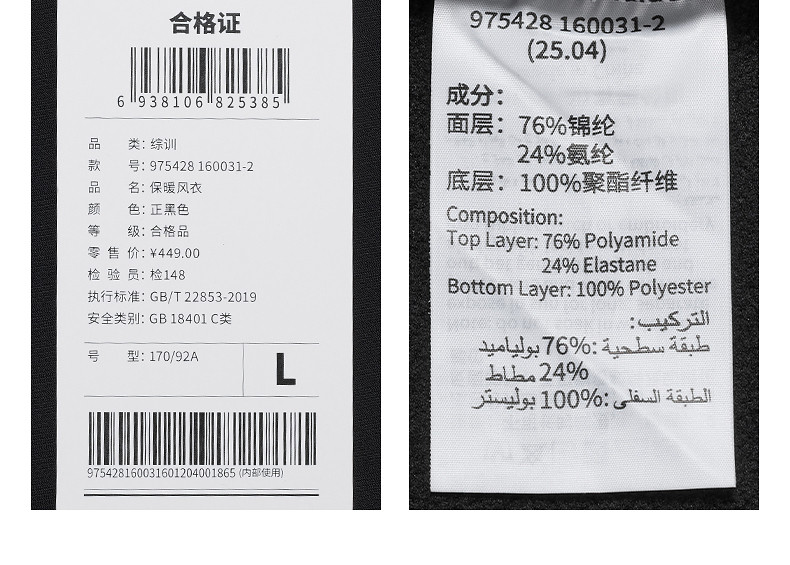 合格证
6 938106 825385
品 类: 综训
款 号: 975428 160031-2
品 名: 保暖风衣
颜 色: 正黑色
等 级: 合格品
零 售 价: ¥449.00
检 验 员: 检148
执行标准: GB/T 22853-2019
安全类别: GB 18401 C类
号 型: 170/92A
L
975428160031601204001865 (内部使用)
975428 160031-2
(25.04)
成分:
面层: 76%锦纶
24%氨纶
底层: 100%聚酯纤维
Composition:
Top Layer: 76% Polyamide
24% Elastane
Bottom Layer: 100% Polyester
التركيب:
طبقة سطحية: 76% بولياميد
24% مطاط
الطبقة السفلى: 100% بوليستر